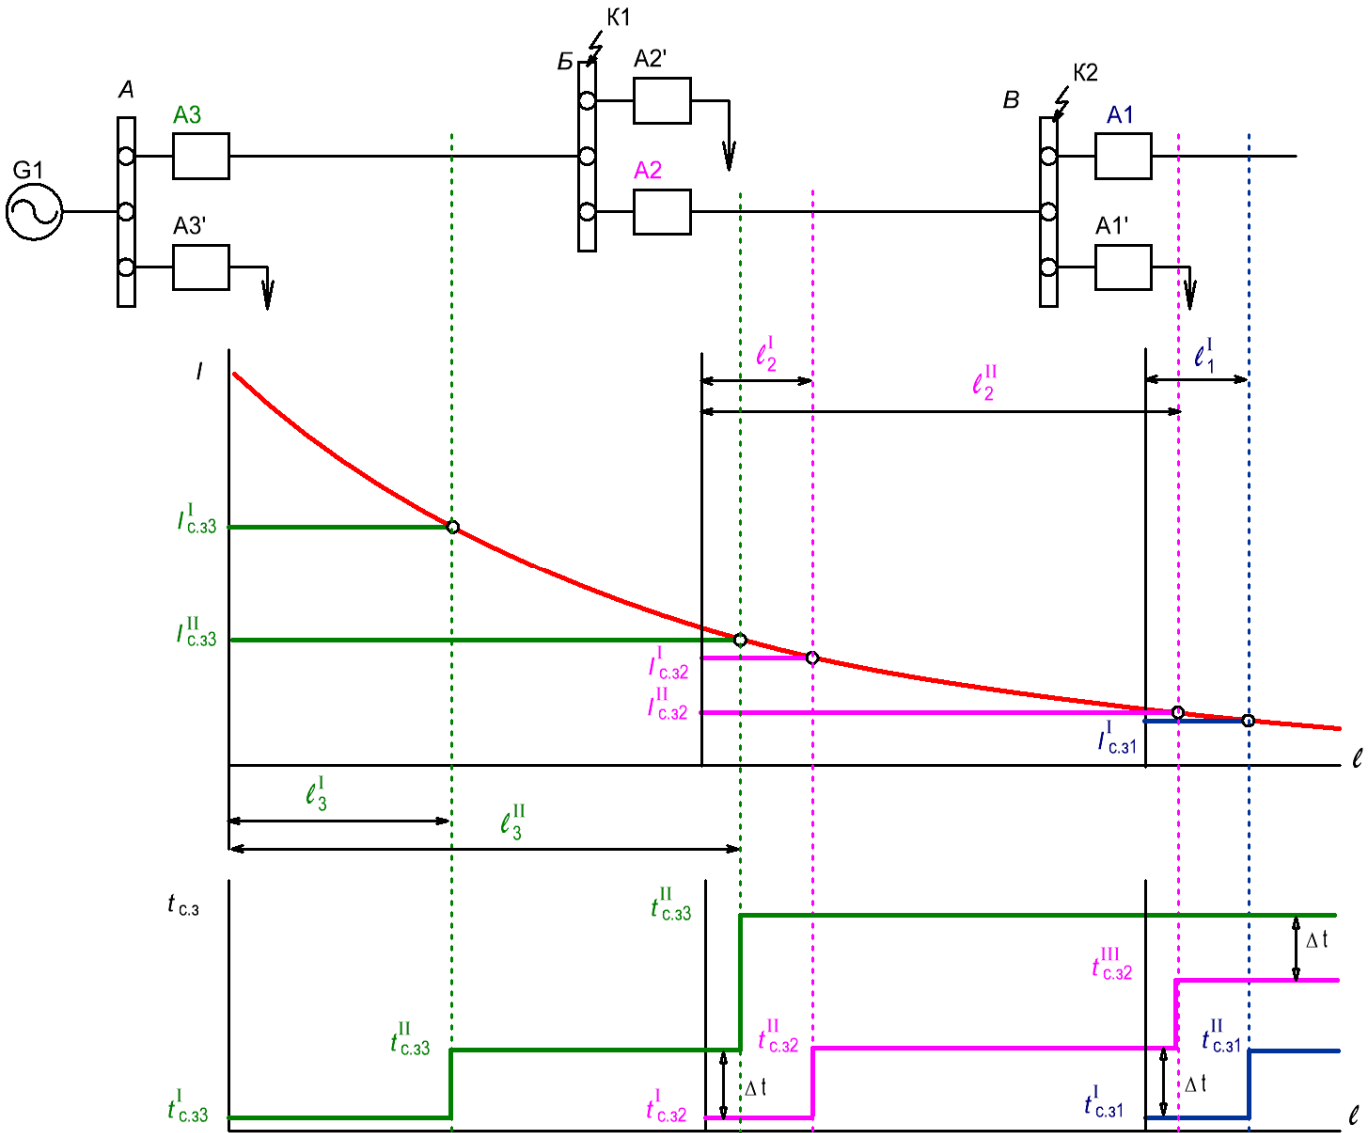 К1
Б
А2'
А
В
К2
А3
А1
G1
А2
А3'
А1'
ℓ₂ᴵ
ℓ₁ᴵ
I
ℓ₂ᴵᴵ
Iᴵс.з3
Iᴵᴵс.з3
Iᴵс.з2
Iᴵᴵс.з2
Iᴵс.з1
ℓ
ℓ₃ᴵ
ℓ₃ᴵᴵ
tс.з
tᴵᴵс.з3
Δt
tᴵᴵᴵс.з2
tᴵᴵс.з3
tᴵᴵс.з2
tᴵᴵс.з1
Δt
Δt
tᴵс.з3
tᴵс.з2
tᴵс.з1
ℓ